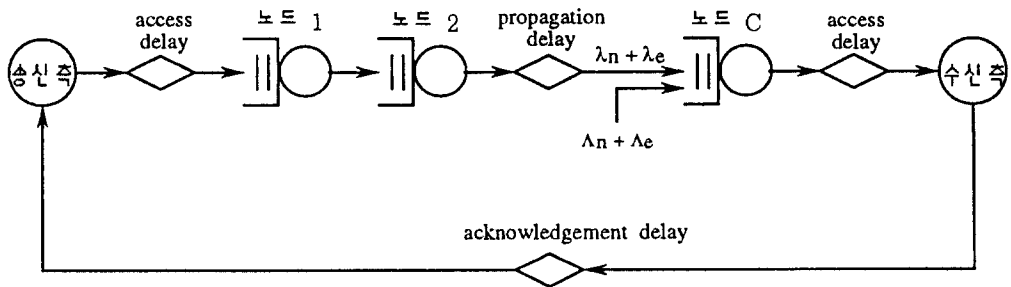 access
delay
노드 1
노드 2
propagation
delay
노드 C
access
delay
송신측
λn + λe
수신측
Λn + Λe
acknowledgement delay